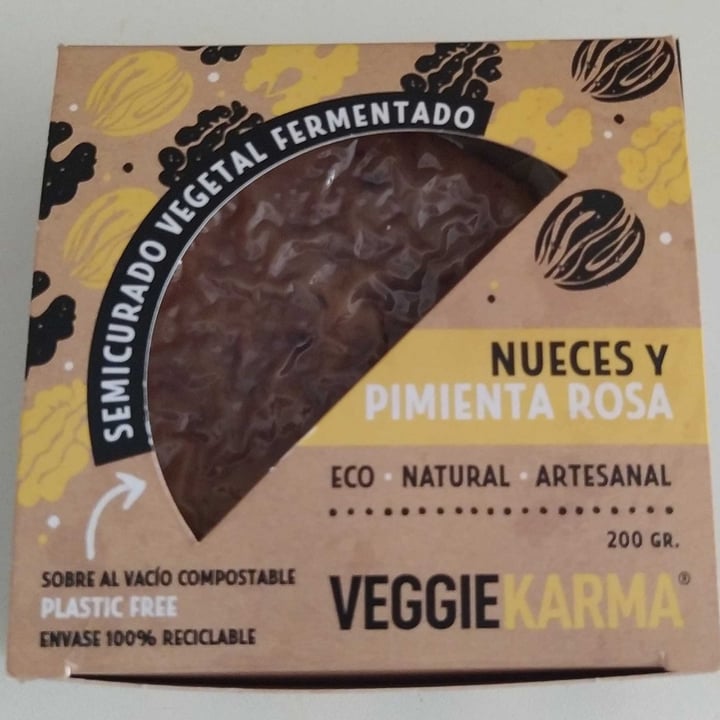 SEMICURADO VEGETAL FERMENTADO
NUECES Y
PIMIENTA ROSA
ECO · NATURAL · ARTESANAL
200 GR.
SOBRE AL VACÍO COMPOSTABLE
PLASTIC FREE
ENVASE 100% RECICLABLE
VEGGIEKARMA®